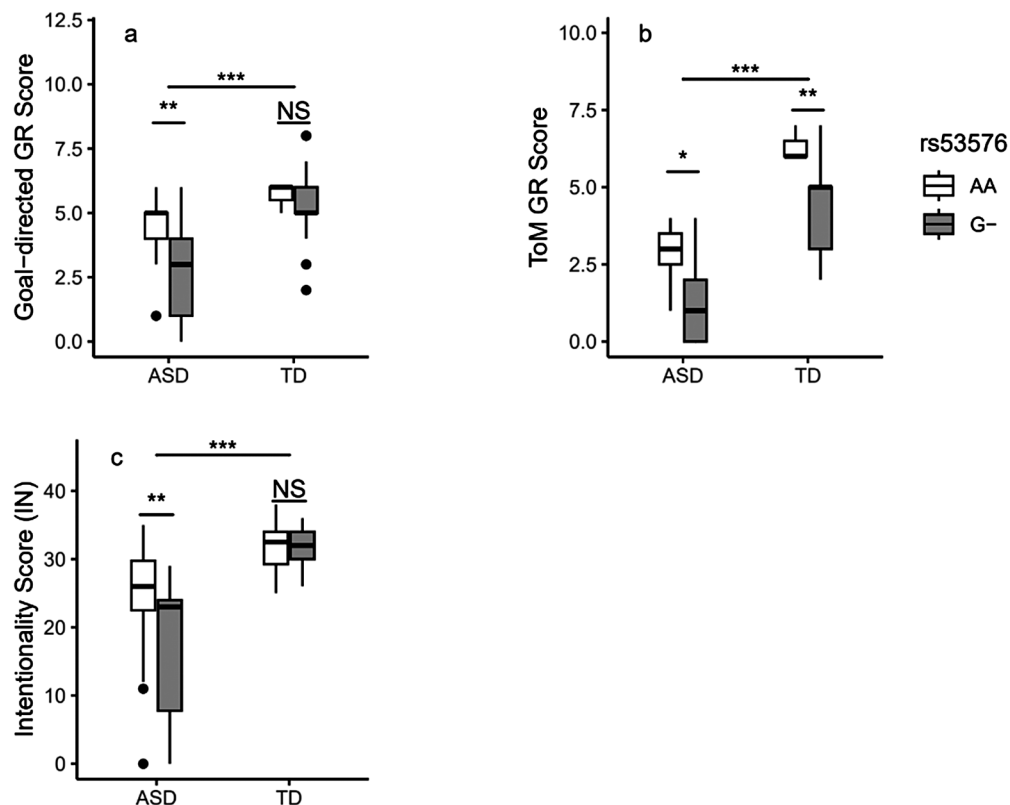 a
Goal-directed GR Score
12.5
10.0
7.5
5.0
2.5
0.0
***
**
NS
ASD TD
b
ToM GR Score
10.0
7.5
5.0
2.5
0.0
***
**
*
ASD TD
rs53576
AA
G-
c
Intentionality Score (IN)
40
30
20
10
0
***
**
NS
ASD TD